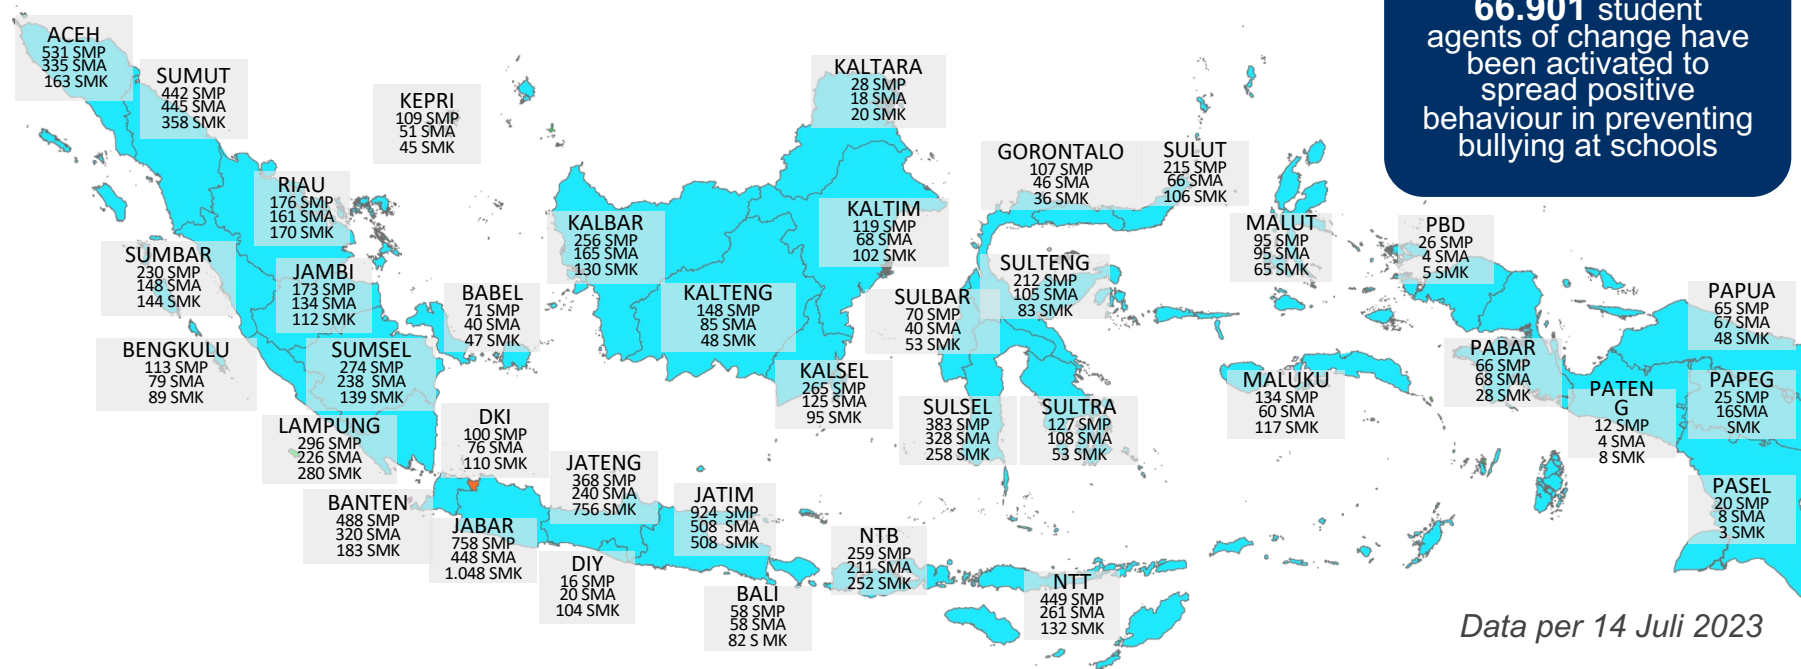 66.901 student
agents of change have
been activated to
spread positive
behaviour in preventing
bullying at schools
ACEH
531 SMP
335 SMA
163 SMK
SUMUT
442 SMP
445 SMA
358 SMK
KEPRI
109 SMP
51 SMA
45 SMK
KALTARA
28 SMP
18 SMA
20 SMK
GORONTALO
107 SMP
46 SMA
36 SMK
SULUT
215 SMP
66 SMA
106 SMK
RIAU
176 SMP
161 SMA
170 SMK
KALBAR
256 SMP
165 SMA
130 SMK
KALTIM
119 SMP
68 SMA
102 SMK
MALUT
95 SMP
95 SMA
65 SMK
PBD
26 SMP
4 SMA
5 SMK
SUMBAR
230 SMP
148 SMA
144 SMK
JAMBI
173 SMP
134 SMA
112 SMK
BABEL
71 SMP
40 SMA
47 SMK
KALTENG
148 SMP
85 SMA
48 SMK
SULBAR
70 SMP
40 SMA
53 SMK
SULTENG
212 SMP
105 SMA
83 SMK
PAPUA
65 SMP
67 SMA
48 SMK
BENGKULU
113 SMP
79 SMA
89 SMK
SUMSEL
274 SMP
238 SMA
139 SMK
KALSEL
265 SMP
125 SMA
95 SMK
SULSEL
383 SMP
328 SMA
258 SMK
SULTRA
127 SMP
108 SMA
53 SMK
MALUKU
134 SMP
60 SMA
117 SMK
PABAR
66 SMP
68 SMA
28 SMK
PATEN
G
12 SMP
4 SMA
8 SMK
PAPEG
25 SMP
16SMA
SMK
LAMPUNG
296 SMP
226 SMA
280 SMK
DKI
100 SMP
76 SMA
110 SMK
JATENG
368 SMP
240 SMA
756 SMK
JATIM
924 SMP
508 SMA
508 SMK
BANTEN
488 SMP
320 SMA
183 SMK
JABAR
758 SMP
448 SMA
1.048 SMK
DIY
16 SMP
20 SMA
104 SMK
BALI
58 SMP
58 SMA
82 S MK
NTB
259 SMP
211 SMA
252 SMK
NTT
449 SMP
261 SMA
132 SMK
PASEL
20 SMP
8 SMA
3 SMK
Data per 14 Juli 2023